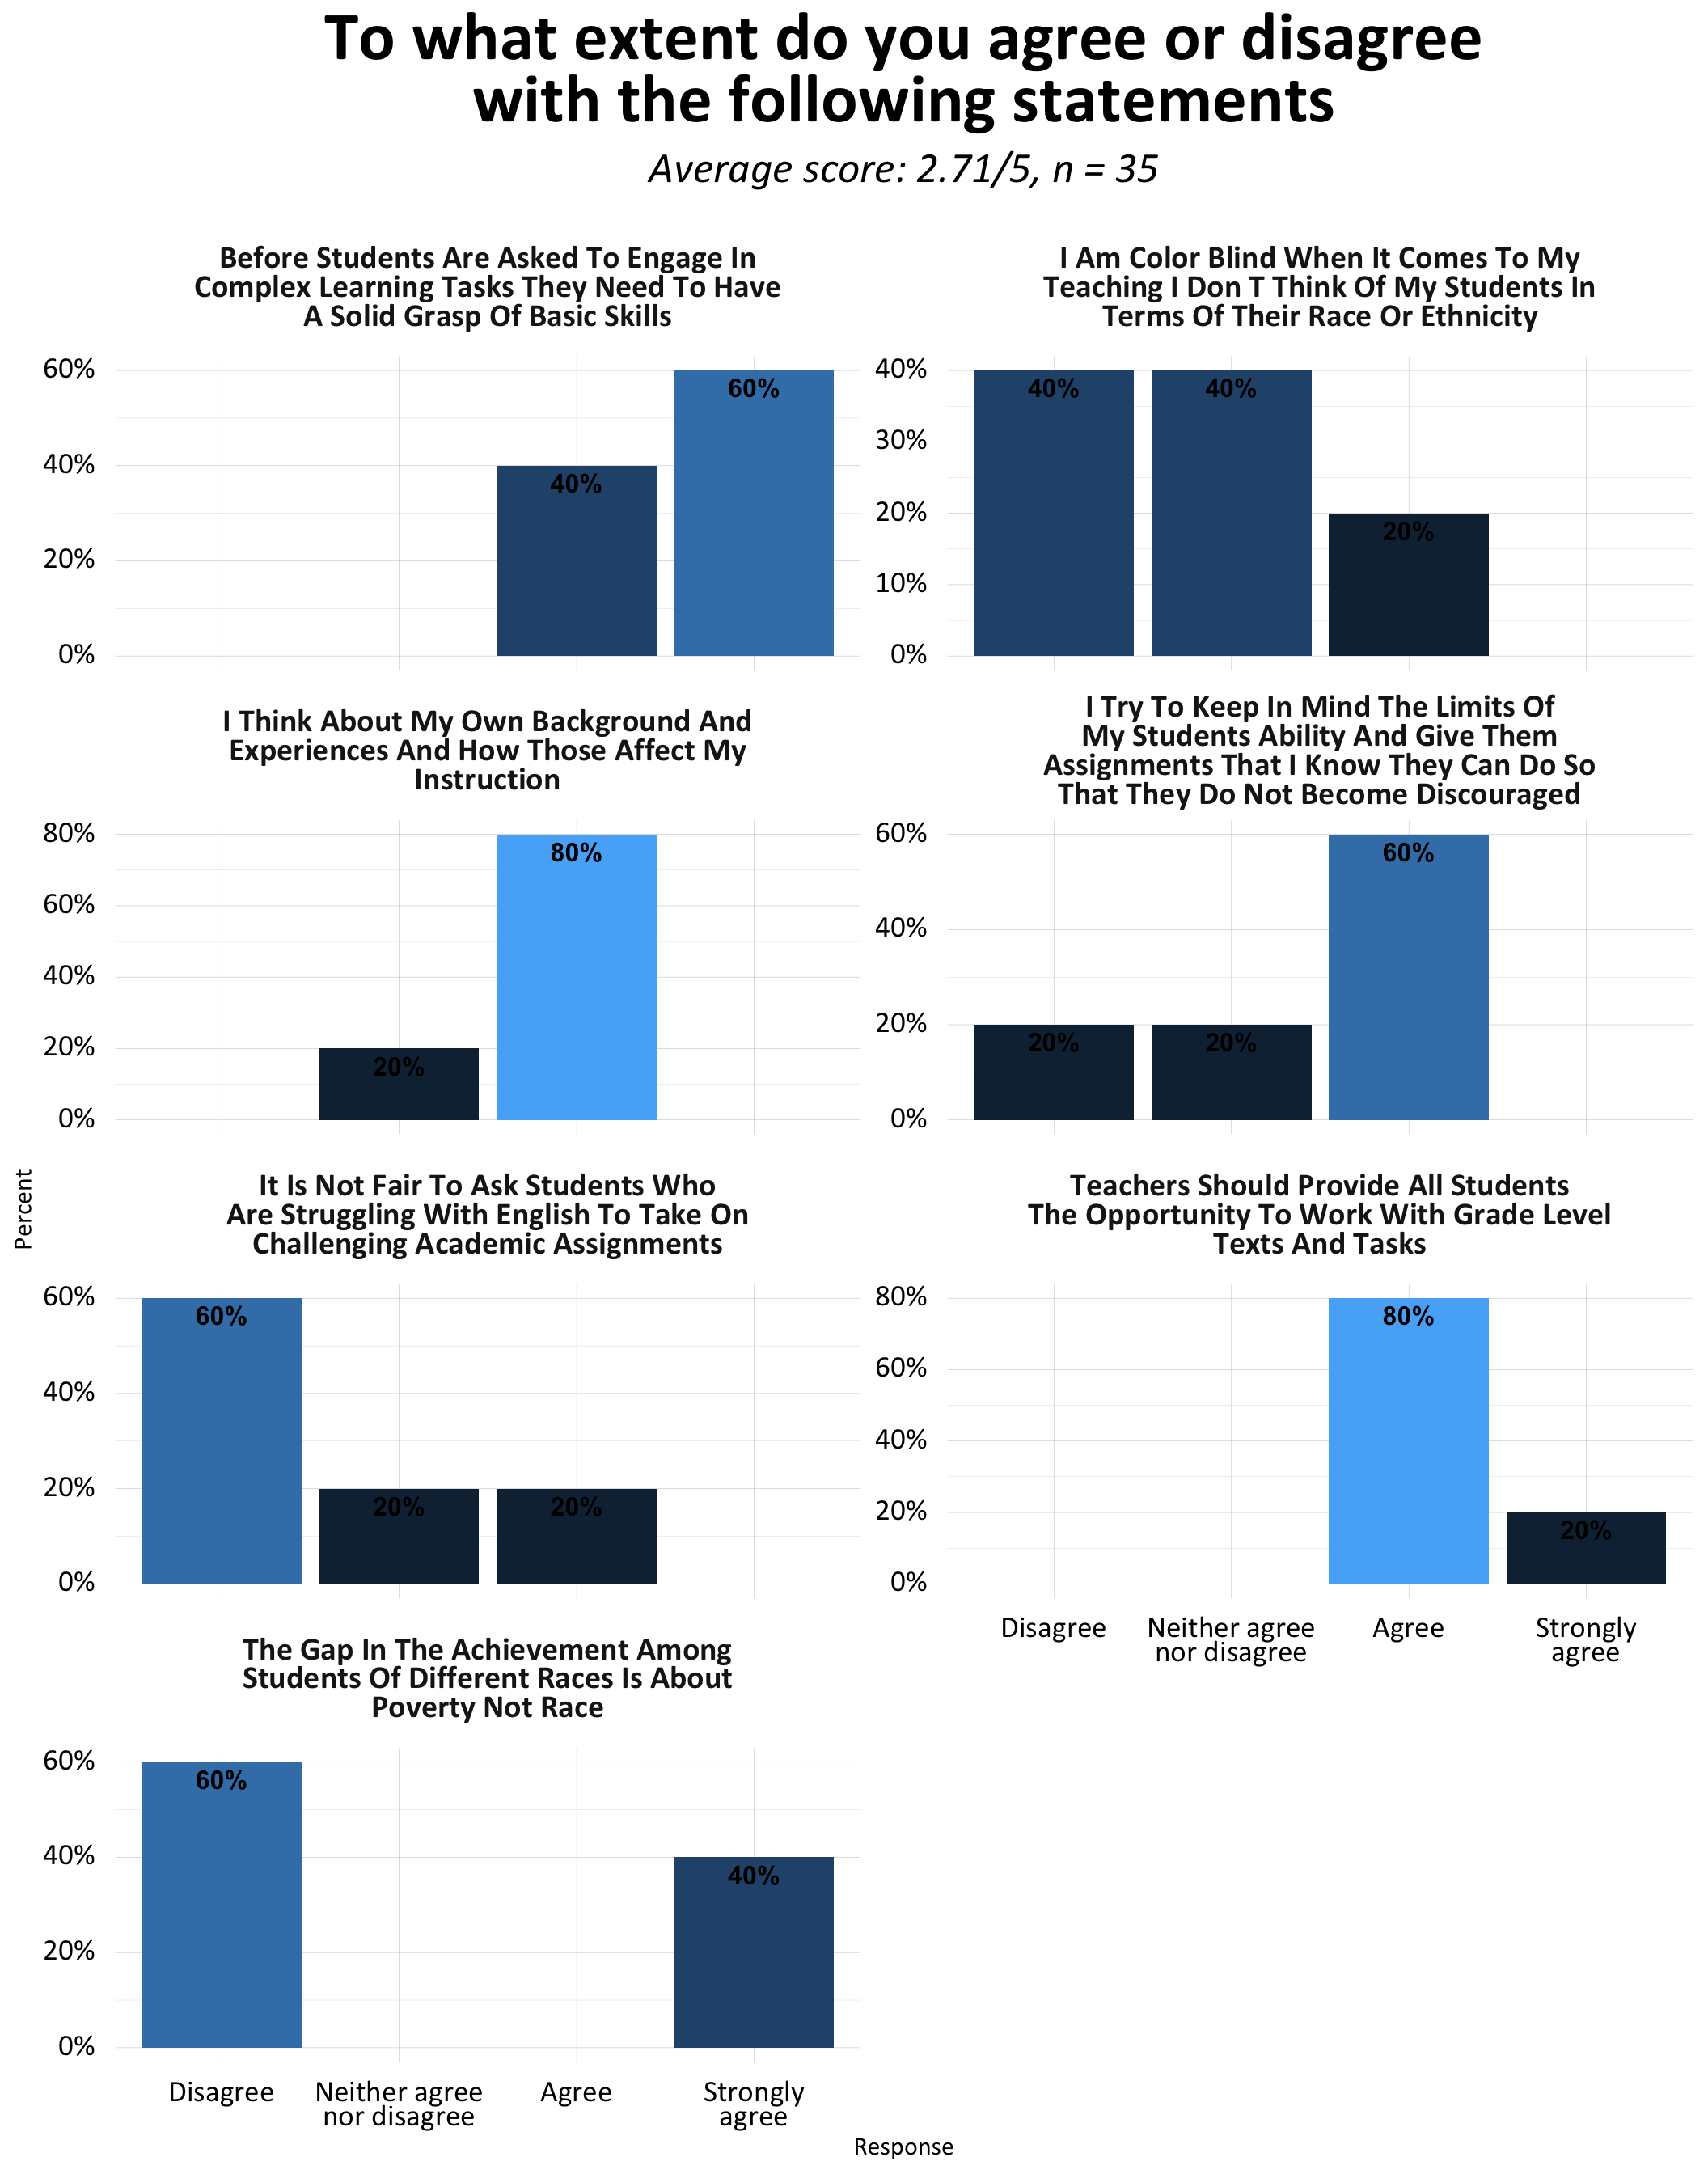 To what extent do you agree or disagree
with the following statements
Average score: 2.71/5, n = 35
Before Students Are Asked To Engage In
Complex Learning Tasks They Need To Have
A Solid Grasp Of Basic Skills
60%
40%
20%
0%
40%
60%
I Am Color Blind When It Comes To My
Teaching I Don T Think Of My Students In
Terms Of Their Race Or Ethnicity
40%
30%
20%
10%
0%
40%
40%
20%
I Think About My Own Background And
Experiences And How Those Affect My
Instruction
80%
60%
40%
20%
0%
20%
80%
I Try To Keep In Mind The Limits Of
My Students Ability And Give Them
Assignments That I Know They Can Do So
That They Do Not Become Discouraged
60%
40%
20%
0%
20%
20%
60%
Percent
It Is Not Fair To Ask Students Who
Are Struggling With English To Take On
Challenging Academic Assignments
60%
40%
20%
0%
60%
20%
20%
Teachers Should Provide All Students
The Opportunity To Work With Grade Level
Texts And Tasks
80%
60%
40%
20%
0%
80%
20%
Disagree
Neither agree
nor disagree
Agree
Strongly
agree
The Gap In The Achievement Among
Students Of Different Races Is About
Poverty Not Race
60%
40%
20%
0%
60%
40%
Disagree
Neither agree
nor disagree
Agree
Strongly
agree
Response